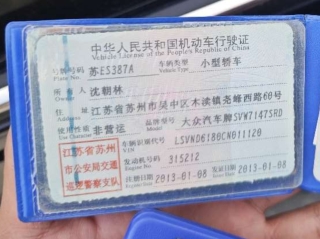 中华人民共和国机动车行驶证
Vehicle License of the People's Republic of China
号牌号码 苏ES387A 车辆类型 小型轿车
Vehicle Type
所有人 沈朝林
住址 江苏省苏州市吴中区木渎镇尧峰西路68号
使用性质 非营运 品牌型号 大众汽车牌SVW7147SRD
江苏省苏州市公安局交通巡逻警察支队
车辆识别代号 LSVND6180CN011120
VIN
发动机号码 315212
Engine No.
注册日期 2013-01-08 发证日期 2013-01-08